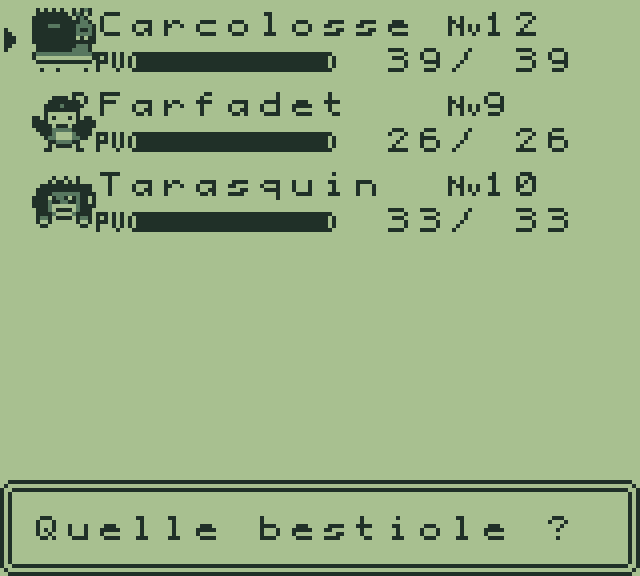 Carcolosse Nv12
PV 39/ 39
Farfadet Nv9
PV 26/ 26
Tarasquin Nv10
PV 33/ 33
Quelle bestiole ?